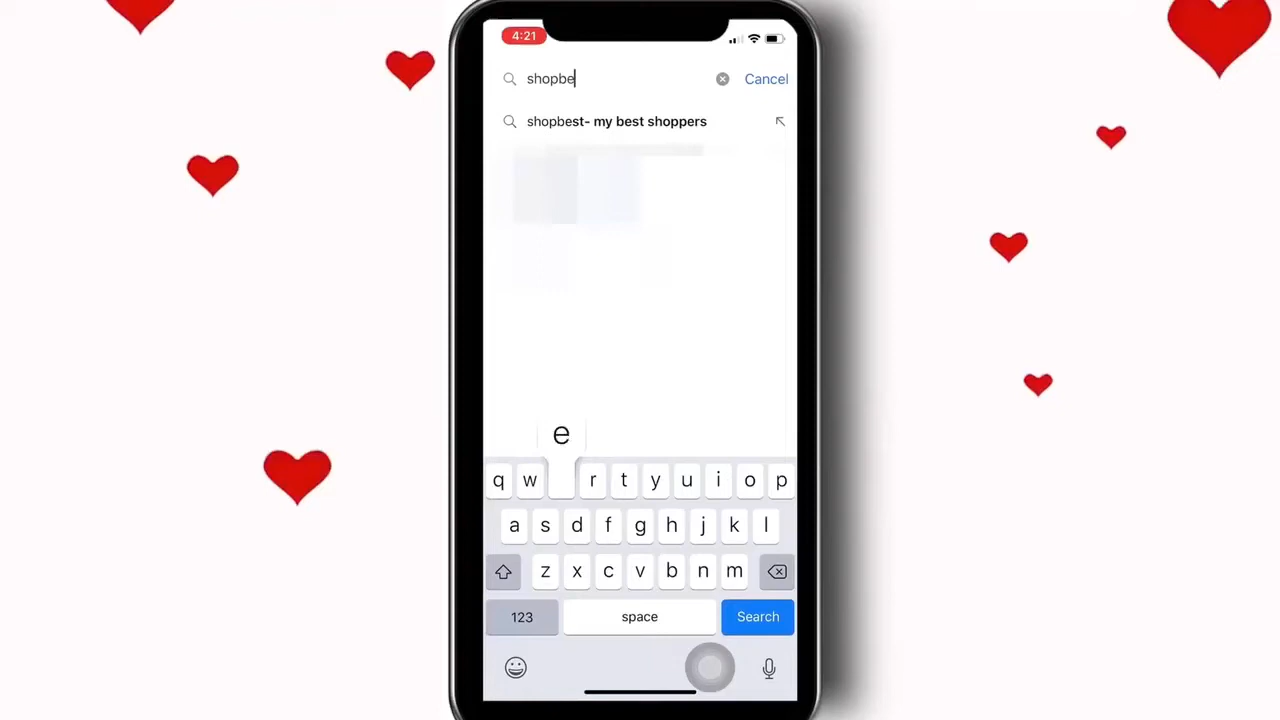 4:21
shopbe
Cancel
shopbest- my best shoppers
e
q w r t y u i o p
a s d f g h j k l
z x c v b n m
123 space Search